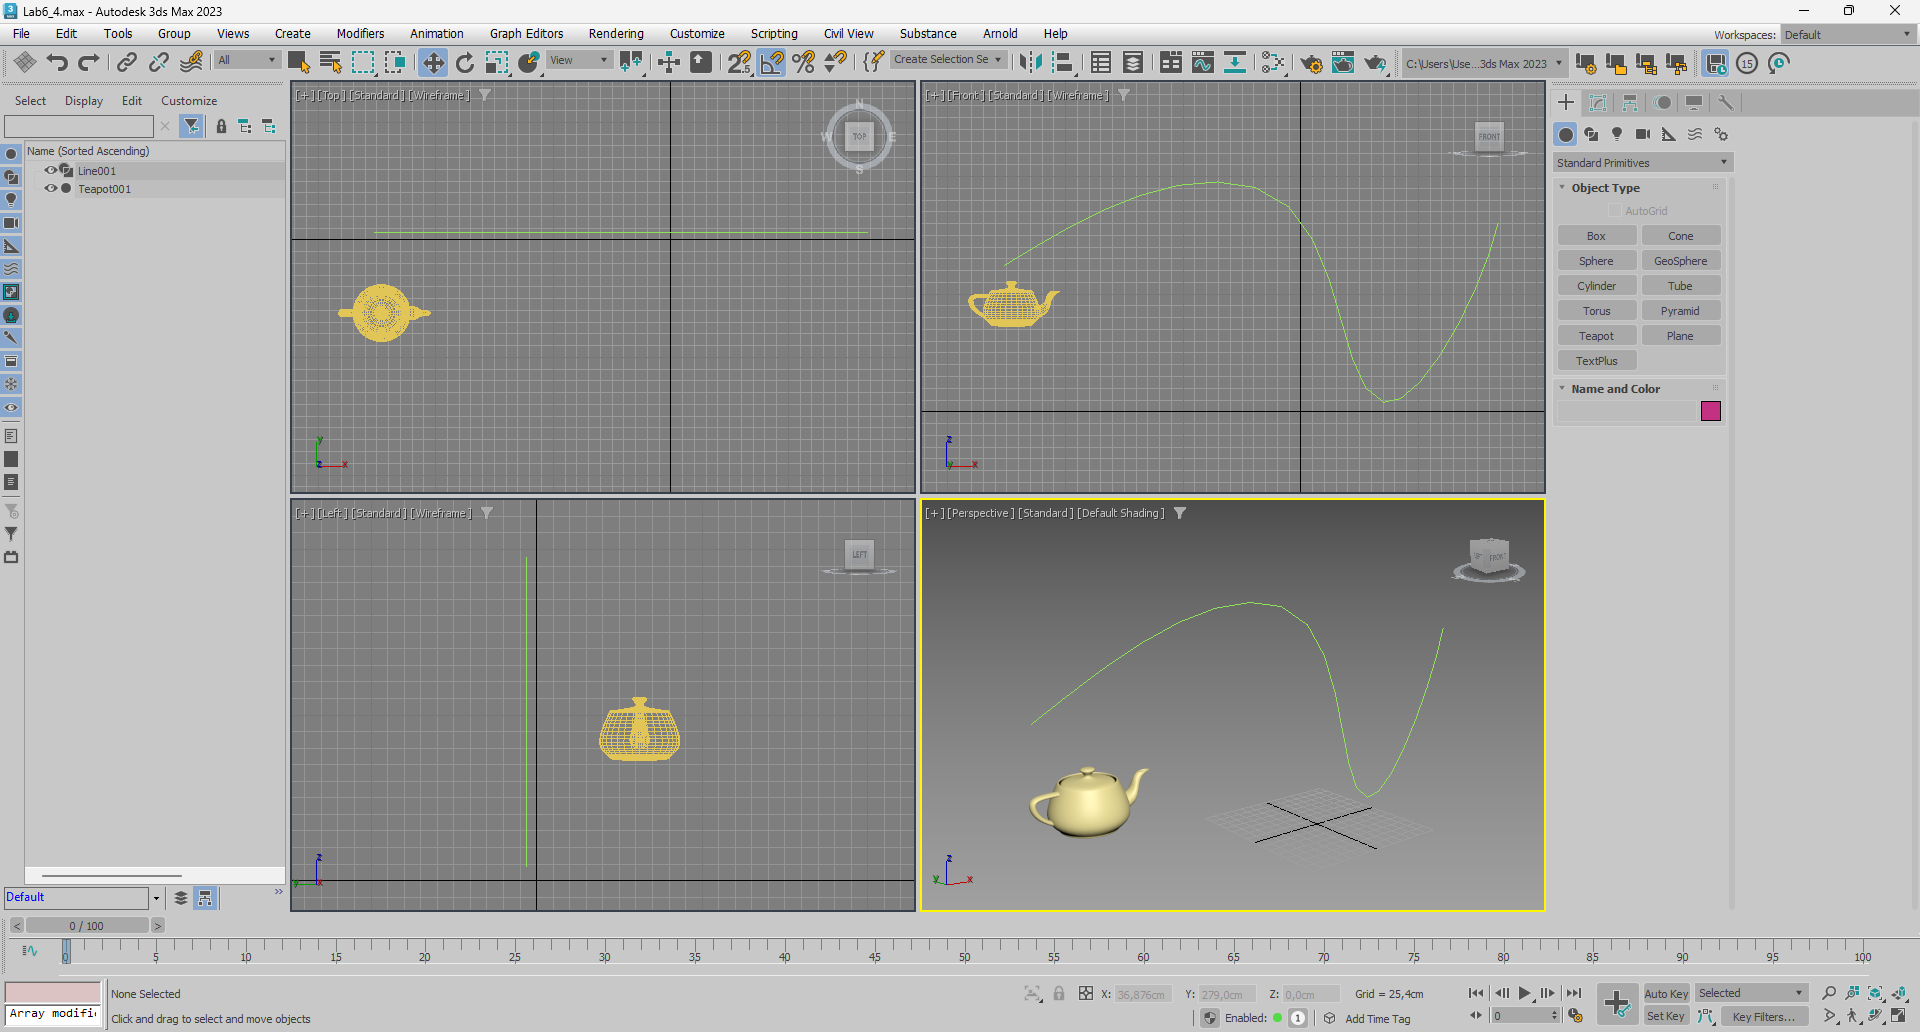 Lab6_4.max - Autodesk 3ds Max 2023
File Edit Tools Group Views Create Modifiers Animation Graph Editors Rendering Customize Scripting Civil View Substance Arnold Help
Workspaces: Default
All
View
2.5
Create Selection Se
C:\Users\Use...3ds Max 2023
15
Select Display Edit Customize
Name (Sorted Ascending)
Line001
Teapot001
[+] [Top] [Standard] [Wireframe]
N
W TOP E
S
y
z x
[+] [Front] [Standard] [Wireframe]
FRONT
z
y x
[+] [Left] [Standard] [Wireframe]
LEFT
z
y x
[+] [Perspective] [Standard] [Default Shading]
FRONT
z
y x
Standard Primitives
Object Type
AutoGrid
Box Cone
Sphere GeoSphere
Cylinder Tube
Torus Pyramid
Teapot Plane
TextPlus
Name and Color
Default
< 0 / 100 >
0 5 10 15 20 25 30 35 40 45 50 55 60 65 70 75 80 85 90 95 100
None Selected
X: 36,876cm Y: 279,0cm Z: 0,0cm Grid = 25,4cm
Auto Key Selected
Array modifi
Click and drag to select and move objects
Enabled: 1 Add Time Tag
0
Set Key Key Filters...